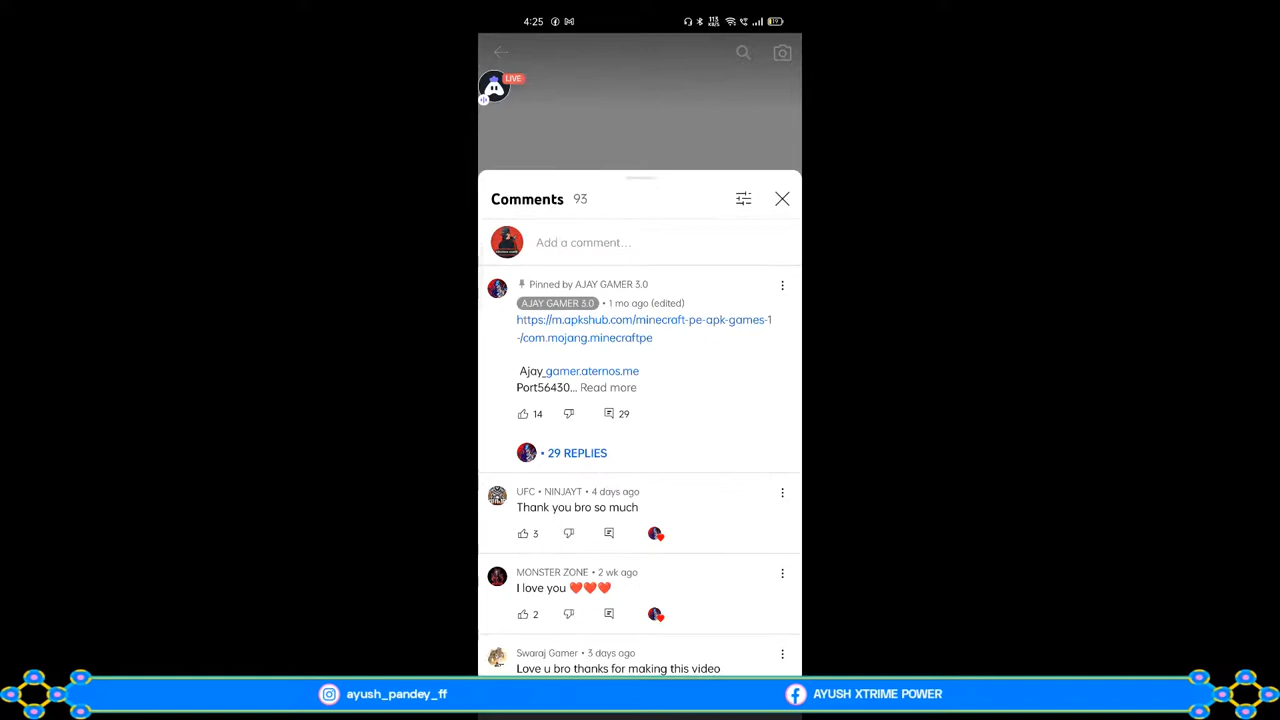 4:25
113
KB/S
19
LIVE
Comments 93
Add a comment...
Pinned by AJAY GAMER 3.0
AJAY GAMER 3.0 • 1 mo ago (edited)
https://m.apkshub.com/minecraft-pe-apk-games-1
-/com.mojang.minecraftpe
Ajay_gamer.aternos.me
Port56430... Read more
14 29
• 29 REPLIES
UFC • NINJAYT • 4 days ago
Thank you bro so much
3
MONSTER ZONE • 2 wk ago
I love you ❤️❤️❤️
2
Swaraj Gamer • 3 days ago
Love u bro thanks for making this video
ayush_pandey_ff AYUSH XTRIME POWER